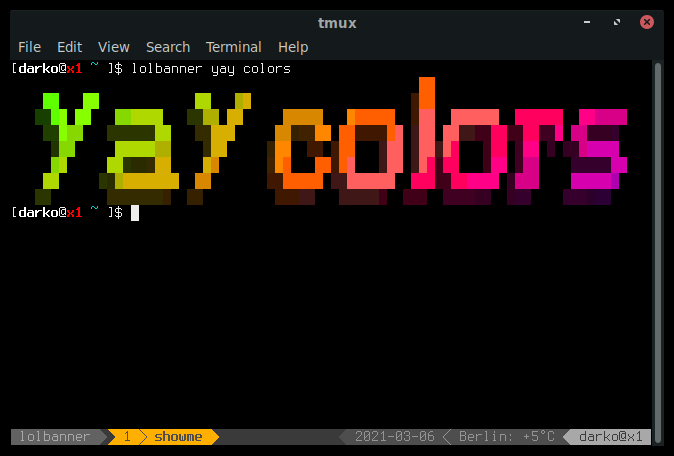 tmux
File Edit View Search Terminal Help
[darko@x1 ~ ]$ lolbanner yay colors
yay colors
[darko@x1 ~ ]$
lolbanner 1 showme 2021-03-06 Berlin: +5°C darko@x1